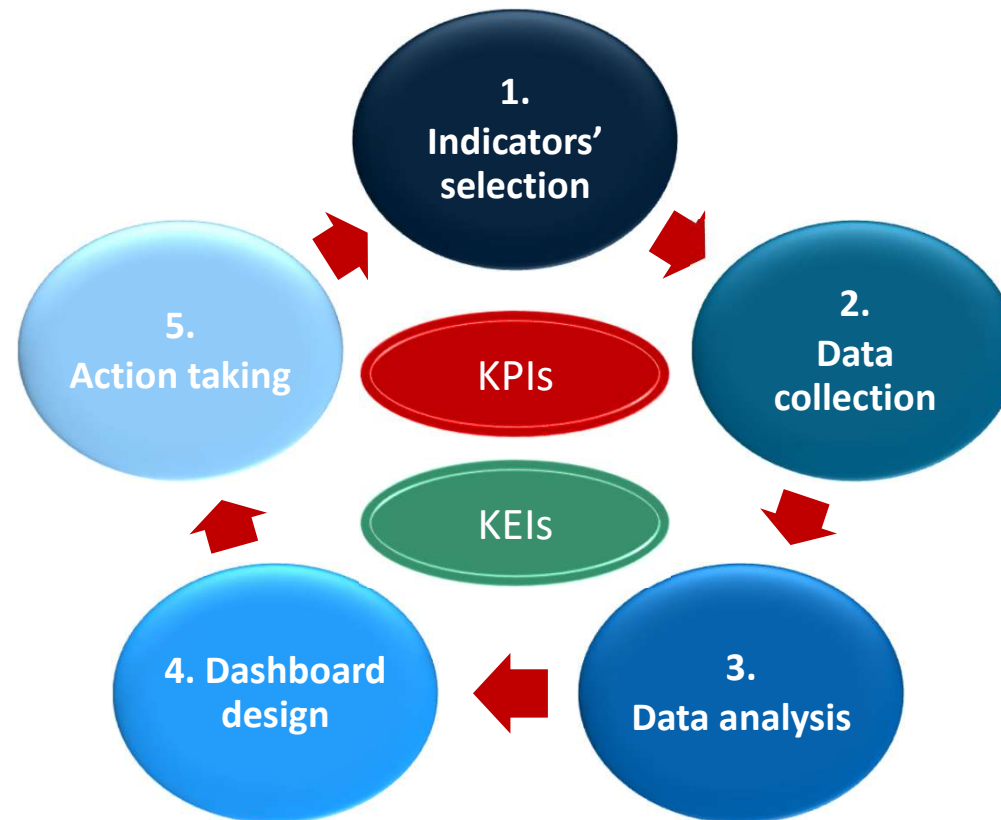 1.
Indicators’
selection
2.
Data
collection
3.
Data analysis
4. Dashboard
design
5.
Action taking
KPIs
KEIs